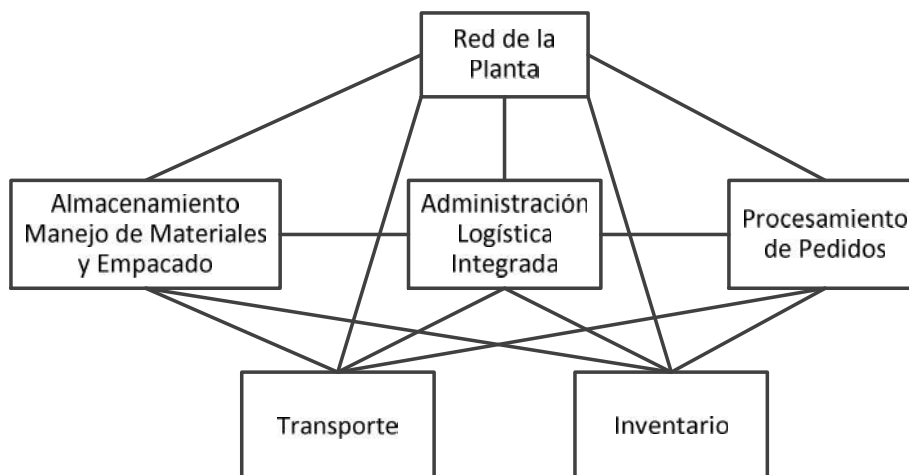 Red de la
Planta
Almacenamiento
Manejo de Materiales
y Empacado
Administración
Logística
Integrada
Procesamiento
de Pedidos
Transporte
Inventario